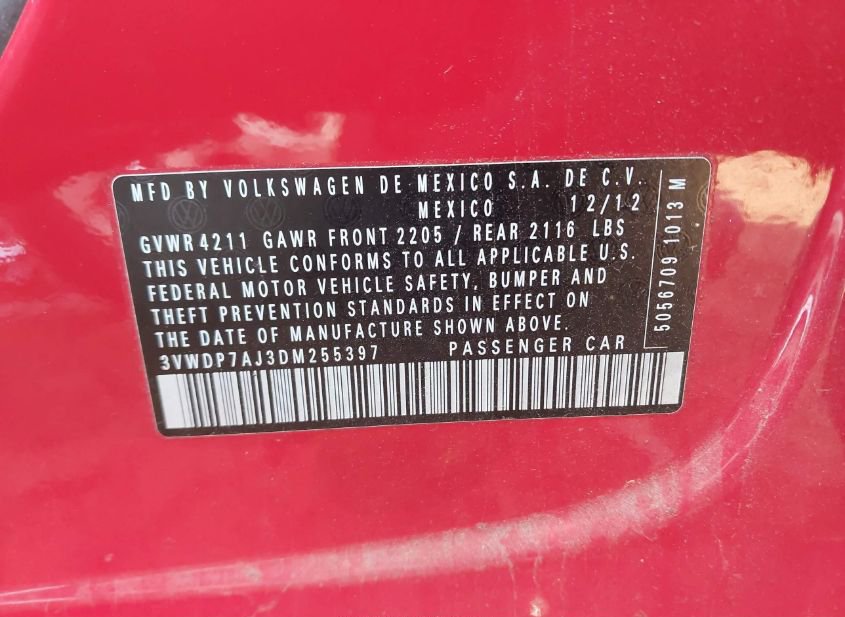 MFD BY VOLKSWAGEN DE MEXICO S.A. DE C.V.
MEXICO 12/12
GVWR 4211 GAWR FRONT 2205 / REAR 2116 LBS
THIS VEHICLE CONFORMS TO ALL APPLICABLE U.S.
FEDERAL MOTOR VEHICLE SAFETY, BUMPER AND
THEFT PREVENTION STANDARDS IN EFFECT ON
THE DATE OF MANUFACTURE SHOWN ABOVE.
3VWDP7AJ3DM255397 PASSENGER CAR
5056709 1013 M